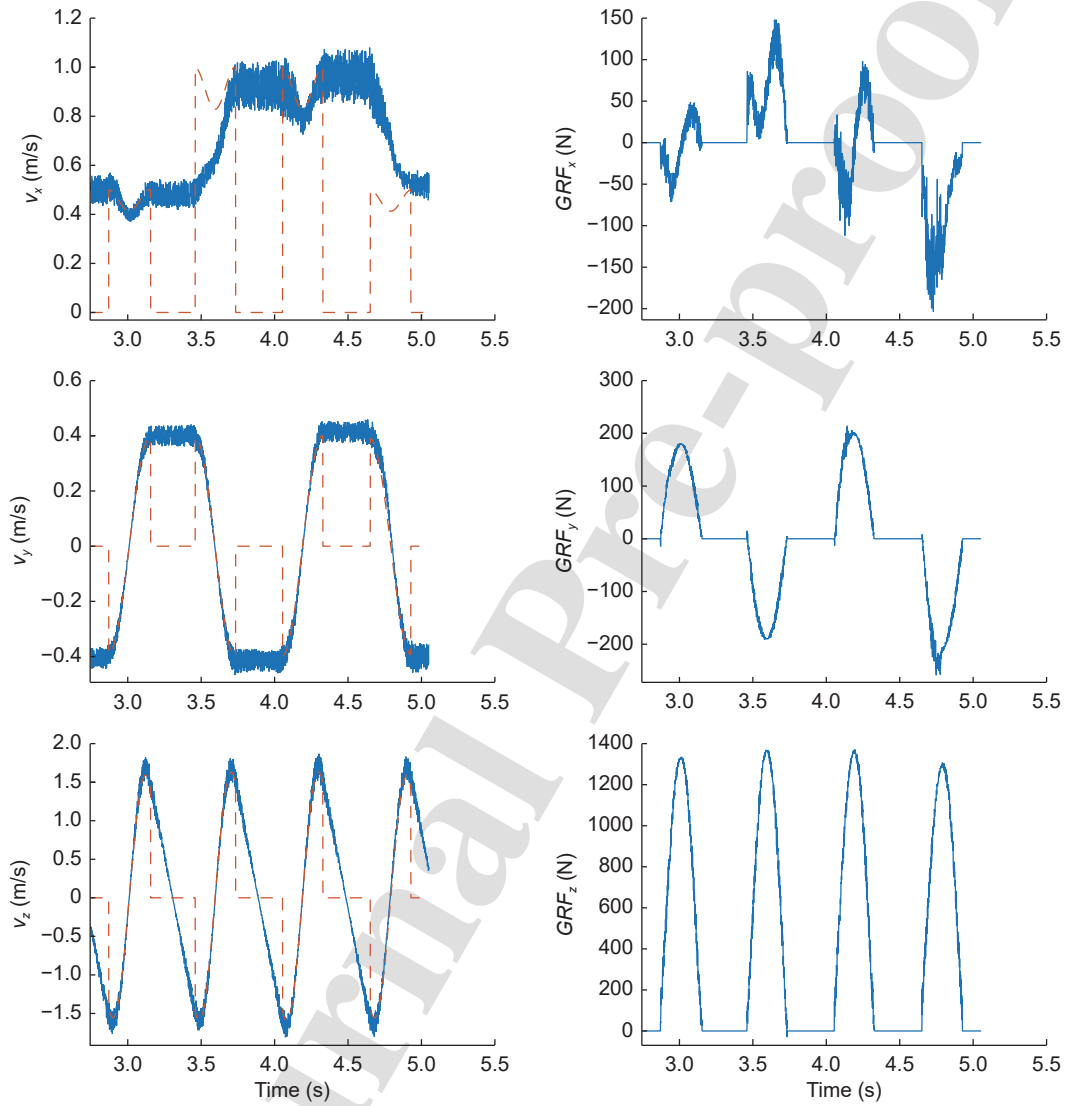 1.2
1.0
0.8
0.6
0.4
0.2
0
v_x (m/s)
3.0 3.5 4.0 4.5 5.0 5.5
150
100
50
0
−50
−100
−150
−200
GRF_x (N)
3.0 3.5 4.0 4.5 5.0 5.5
0.6
0.4
0.2
0
−0.2
−0.4
v_y (m/s)
3.0 3.5 4.0 4.5 5.0 5.5
300
200
100
0
−100
−200
GRF_y (N)
3.0 3.5 4.0 4.5 5.0 5.5
2.0
1.5
1.0
0.5
0
−0.5
−1.0
−1.5
v_z (m/s)
3.0 3.5 4.0 4.5 5.0 5.5
Time (s)
1400
1200
1000
800
600
400
200
0
GRF_z (N)
3.0 3.5 4.0 4.5 5.0 5.5
Time (s)
urnal Pre-proo